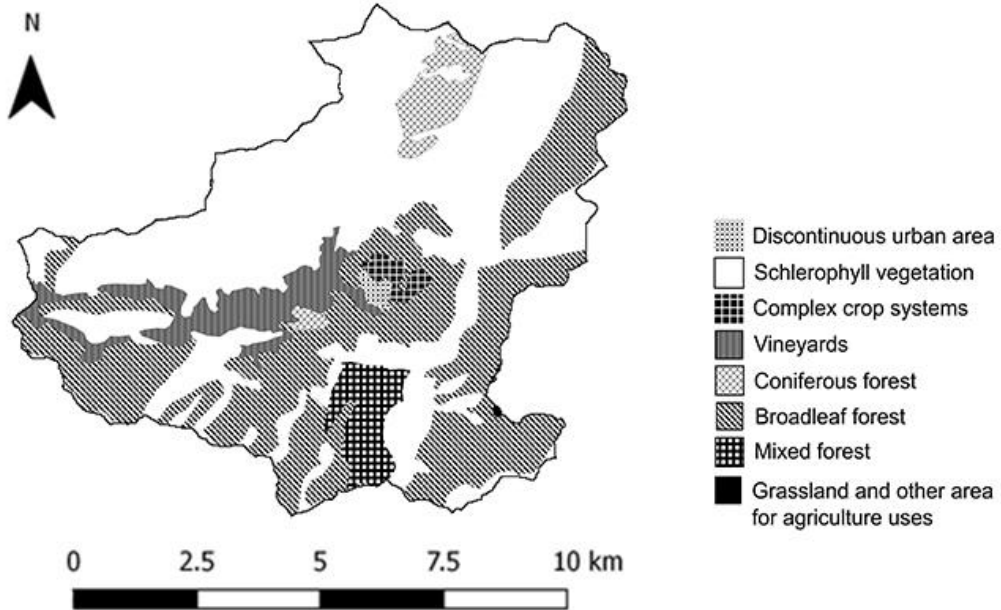 N
Discontinuous urban area
Schlerophyll vegetation
Complex crop systems
Vineyards
Coniferous forest
Broadleaf forest
Mixed forest
Grassland and other area
for agriculture uses
0 2.5 5 7.5 10 km